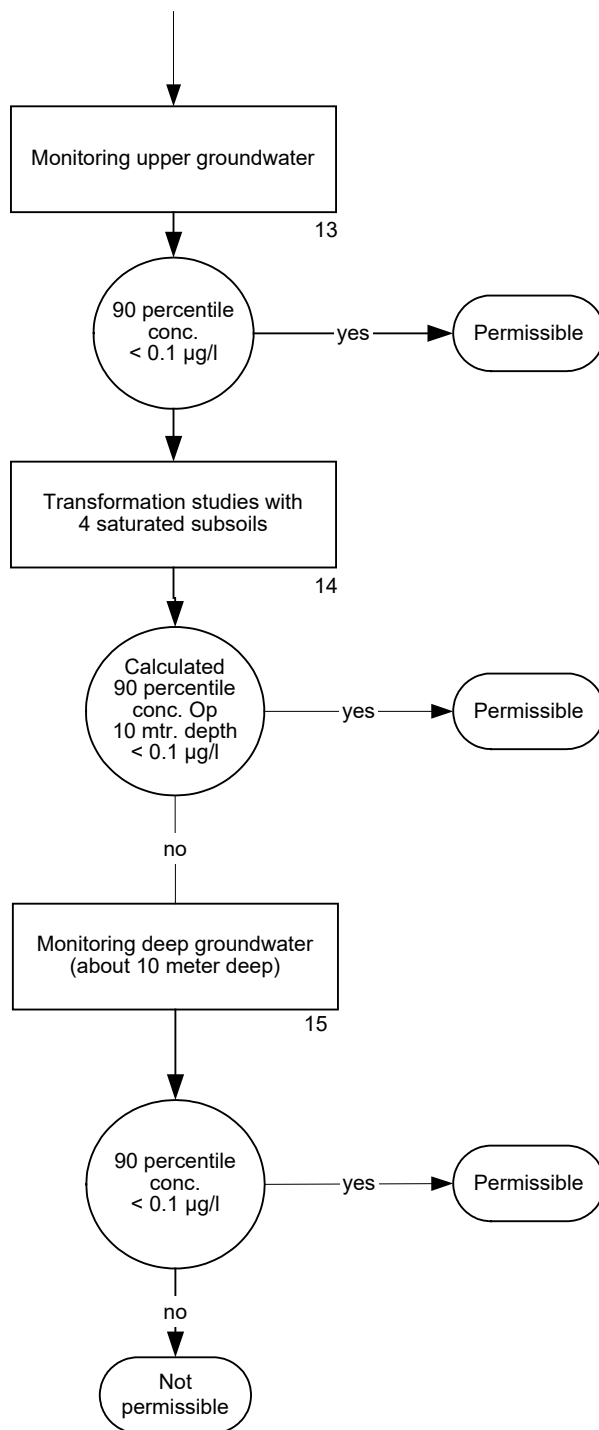 Monitoring upper groundwater
13
90 percentile
conc.
< 0.1 µg/l
yes
Permissible
Transformation studies with
4 saturated subsoils
14
Calculated
90 percentile
conc. Op
10 mtr. depth
< 0.1 µg/l
yes
Permissible
no
Monitoring deep groundwater
(about 10 meter deep)
15
90 percentile
conc.
< 0.1 µg/l
yes
Permissible
no
Not
permissible